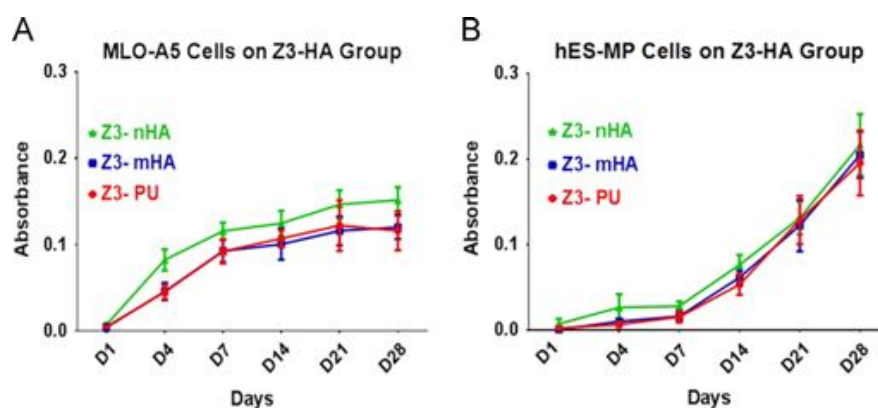 A
MLO-A5 Cells on Z3-HA Group
0.3
0.2
0.1
0.0
Absorbance
Z3- nHA
Z3- mHA
Z3- PU
D1
D4
D7
D14
D21
D28
Days
B
hES-MP Cells on Z3-HA Group
0.3
0.2
0.1
0.0
Absorbance
Z3- nHA
Z3- mHA
Z3- PU
D1
D4
D7
D14
D21
D28
Days